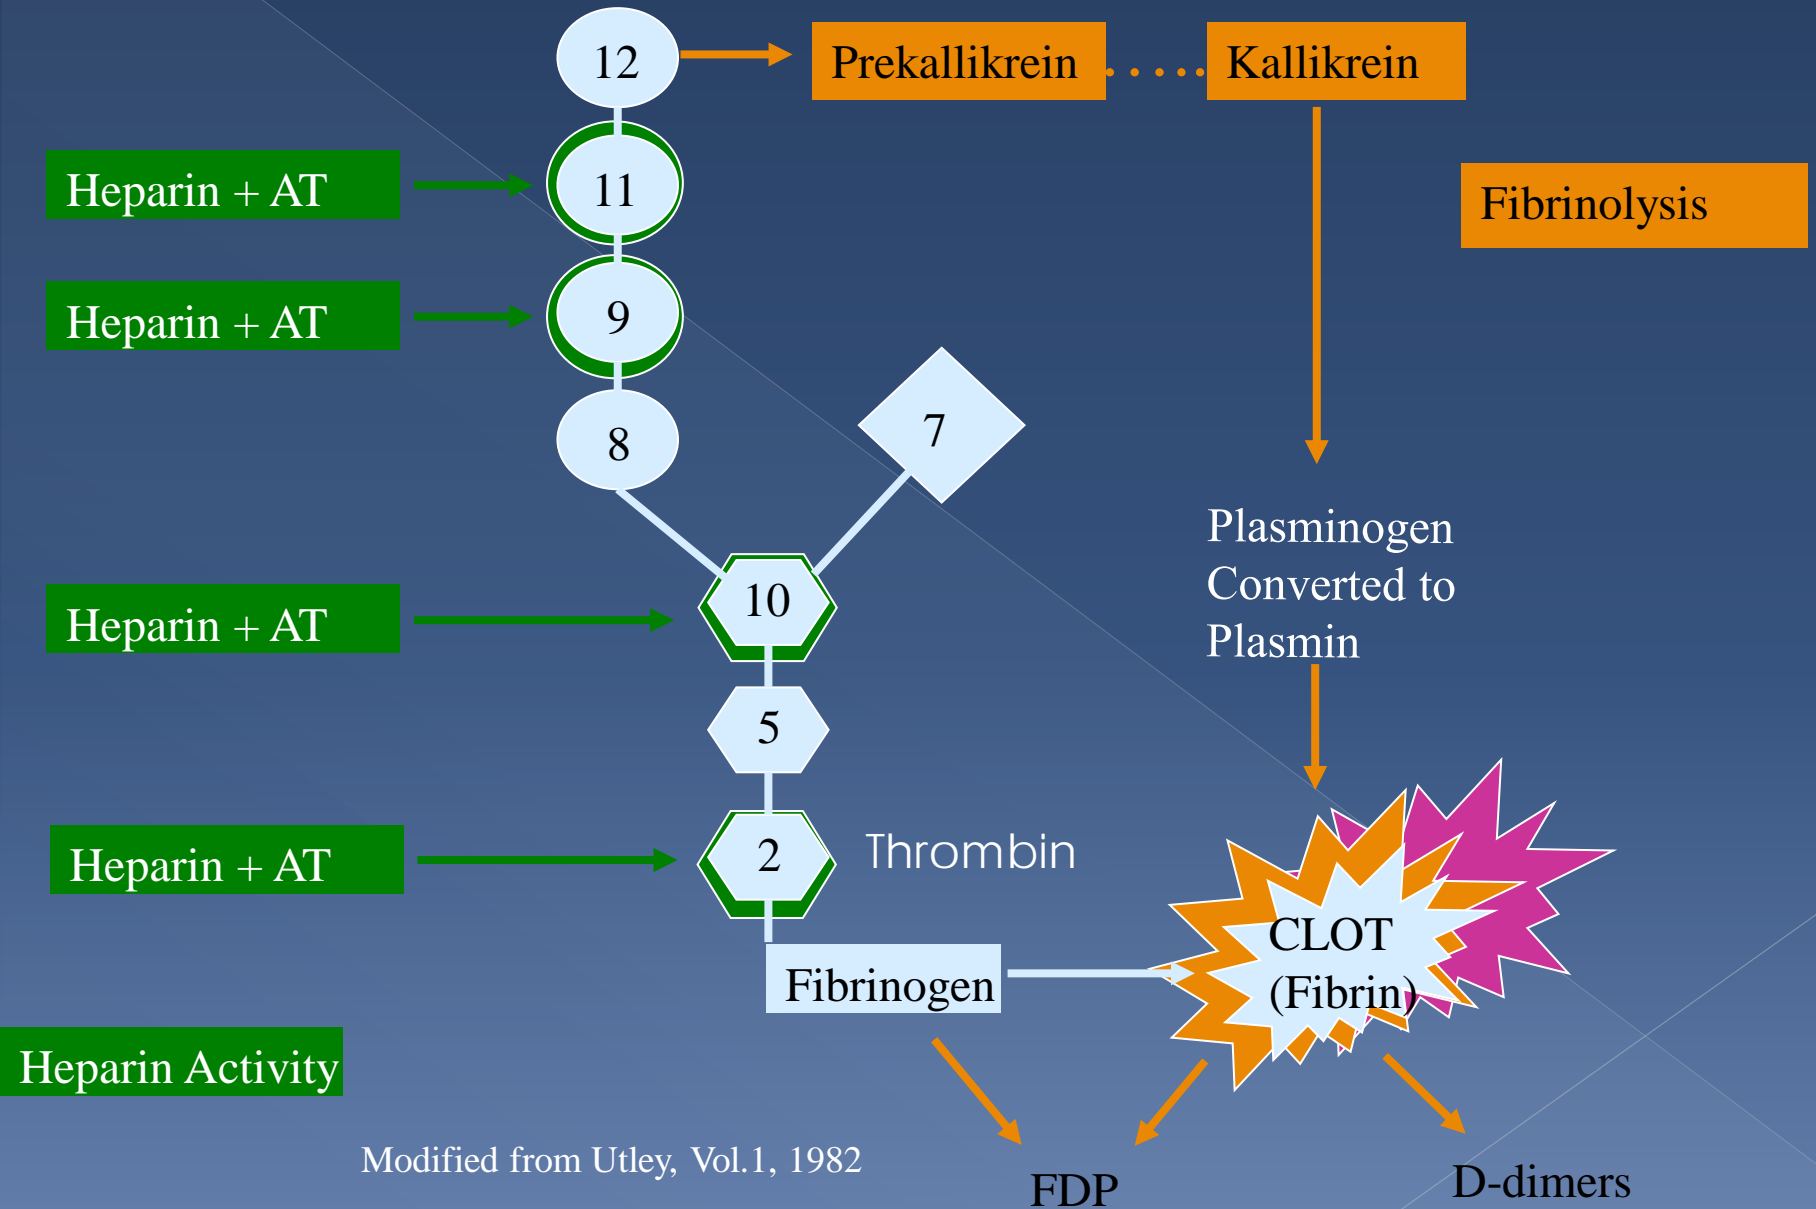 12
Prekallikrein
Kallikrein
Heparin + AT
11
Fibrinolysis
Heparin + AT
9
8
7
Plasminogen
Converted to
Plasmin
Heparin + AT
10
5
Heparin + AT
2
Thrombin
CLOT
(Fibrin)
Fibrinogen
Heparin Activity
Modified from Utley, Vol.1, 1982
FDP
D-dimers